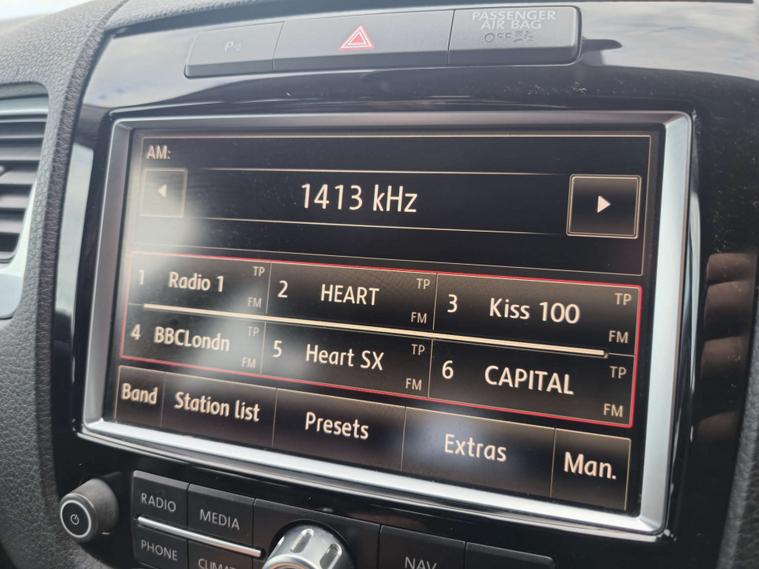 P
PASSENGER
AIR BAG
OFF
AM:
1413 kHz
1 Radio 1 TP FM
2 HEART TP FM
3 Kiss 100 TP FM
4 BBCLondn TP FM
5 Heart SX TP FM
6 CAPITAL TP FM
Band Station list Presets Extras Man.
RADIO MEDIA
PHONE CLIMATE NAV